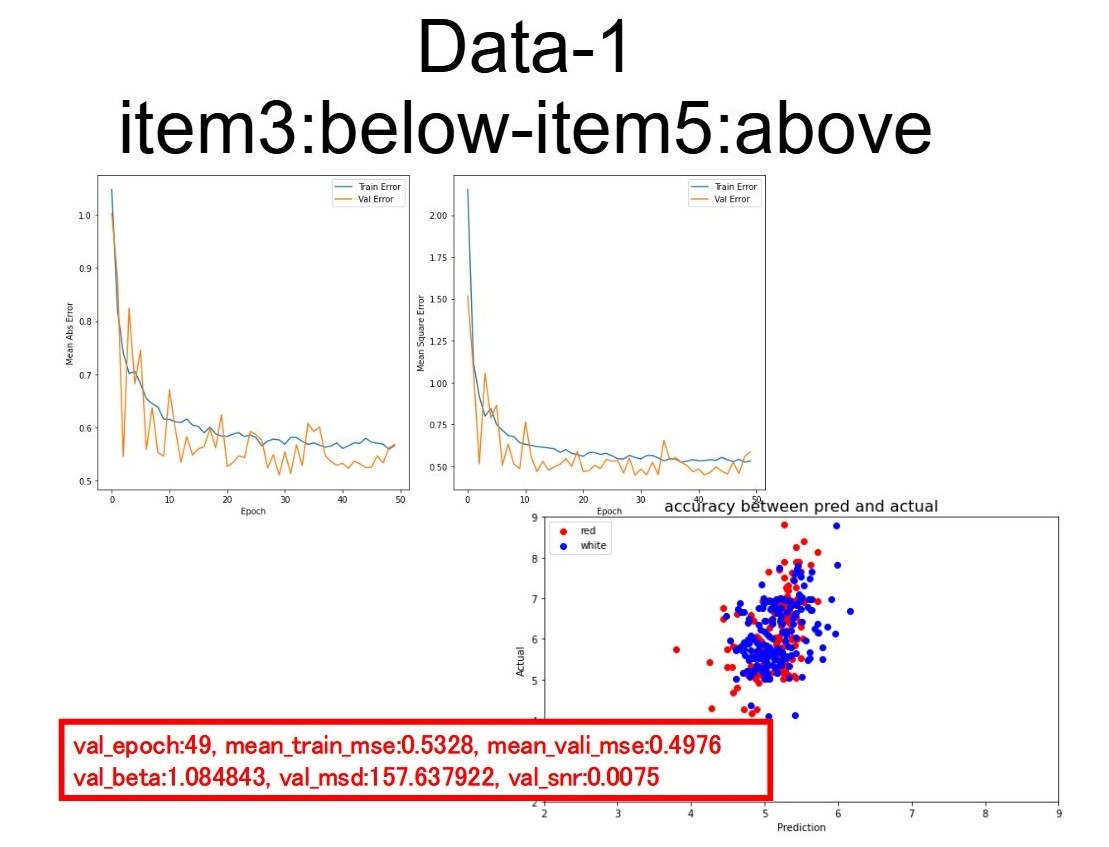 Data-1
item3:below-item5:above
Train Error
Val Error
1.0
0.9
0.8
0.7
0.6
0.5
Mean Abs Error
0 10 20 30 40 50
Epoch
Train Error
Val Error
2.00
1.75
1.50
1.25
1.00
0.75
0.50
Mean Square Error
0 10 20 30 40 50
Epoch
accuracy between pred and actual
red
white
9
8
7
6
5
Actual
val_epoch:49, mean_train_mse:0.5328, mean_vali_mse:0.4976
val_beta:1.084843, val_msd:157.637922, val_snr:0.0075
2 3 4 5 6 7 8 9
Prediction